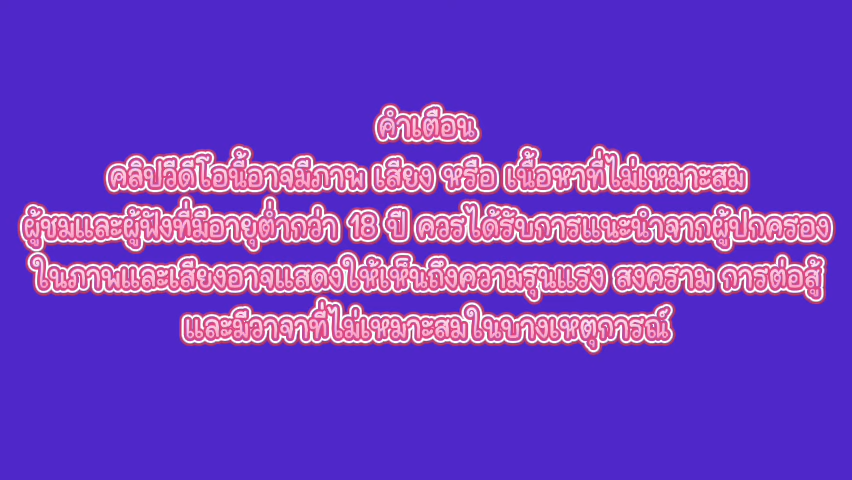 คำเตือน
คลิปวีดีโอนี้อาจมีภาพ เสียง หรือ เนื้อหาที่ไม่เหมาะสม
ผู้ชมและผู้ฟังที่มีอายุต่ำกว่า 18 ปี ควรได้รับการแนะนำจากผู้ปกครอง
ในภาพและเสียงอาจแสดงให้เห็นถึงความรุนแรง สงคราม การต่อสู้
และมีวาจาที่ไม่เหมาะสมในบางเหตุการณ์